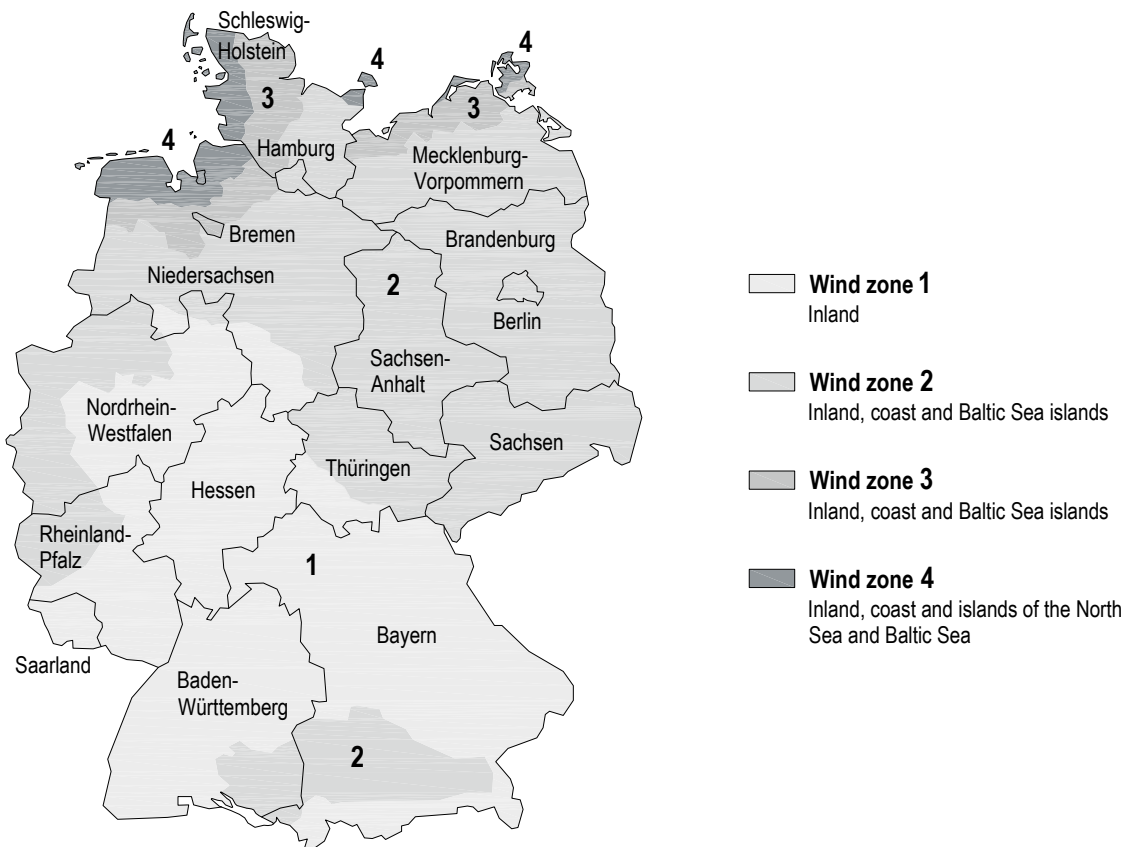 Schleswig-
Holstein
4
4
3
3
4
Hamburg
Mecklenburg-
Vorpommern
Bremen
Brandenburg
Niedersachsen
2
Berlin
Sachsen-
Anhalt
Nordrhein-
Westfalen
Sachsen
Thüringen
Hessen
Rheinland-
Pfalz
1
Bayern
Saarland
Baden-
Württemberg
2
Wind zone 1
Inland
Wind zone 2
Inland, coast and Baltic Sea islands
Wind zone 3
Inland, coast and Baltic Sea islands
Wind zone 4
Inland, coast and islands of the North
Sea and Baltic Sea